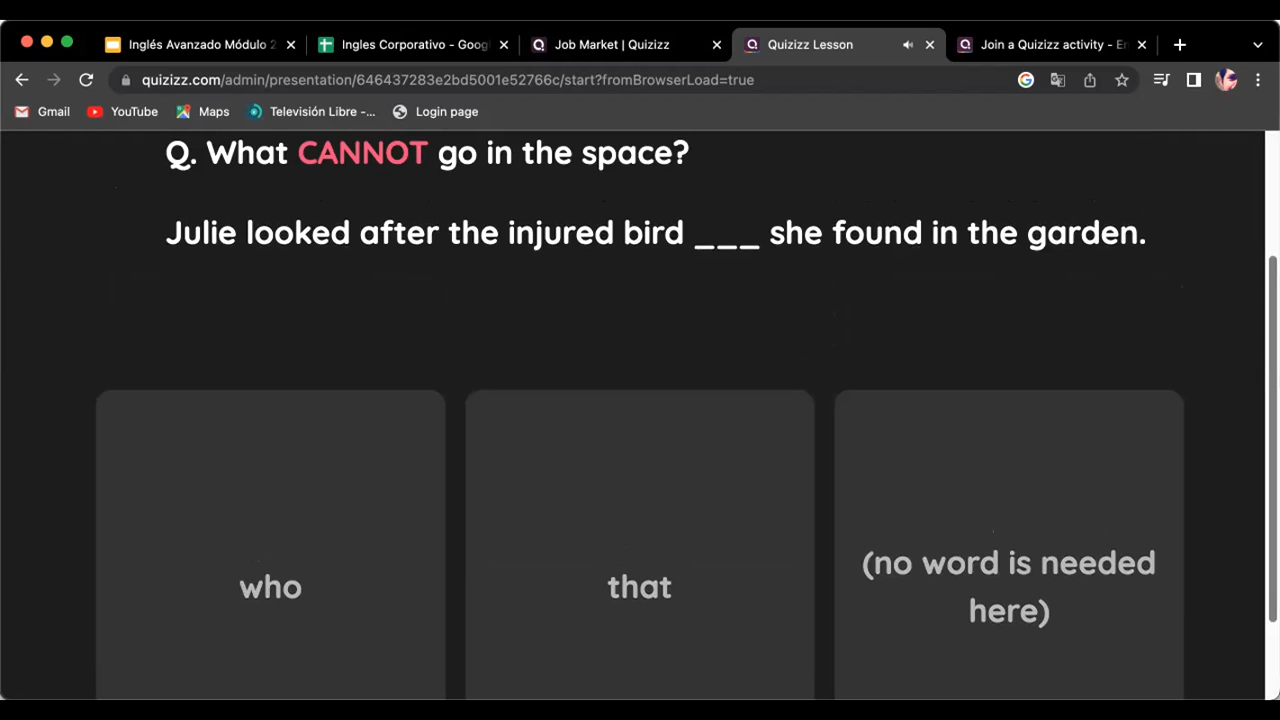 Inglés Avanzado Módulo 2
Ingles Corporativo - Goog
Job Market | Quizizz
Quizizz Lesson
Join a Quizizz activity - En
quizizz.com/admin/presentation/646437283e2bd5001e52766c/start?fromBrowserLoad=true
Gmail
YouTube
Maps
Televisión Libre -...
Login page
Q. What CANNOT go in the space?
Julie looked after the injured bird ___ she found in the garden.
who
that
(no word is needed
here)